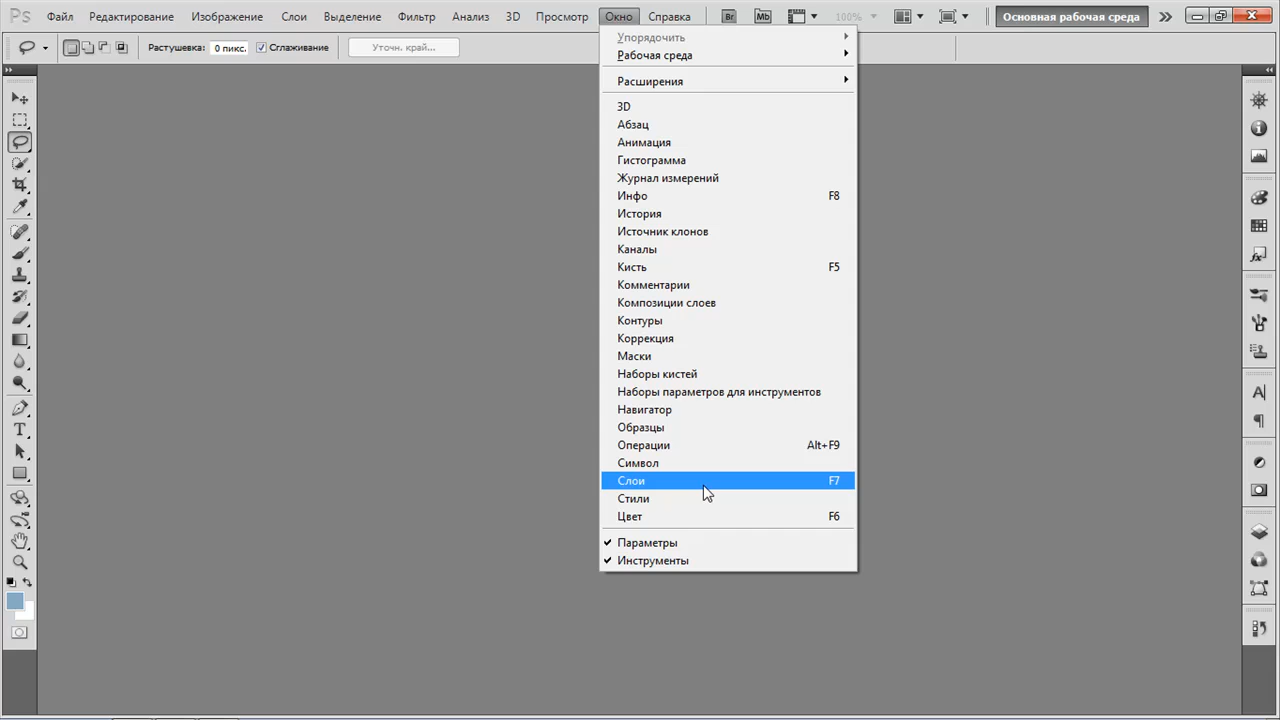 Ps Файл Редактирование Изображение Слои Выделение Фильтр Анализ 3D Просмотр Окно Справка Br Mb 100% Основная рабочая среда
Растушевка: 0 пикс. Сглаживание Уточн. край...
Упорядочить
Рабочая среда
Расширения
3D
Абзац
Анимация
Гистограмма
Журнал измерений
Инфо F8
История
Источник клонов
Каналы
Кисть F5
Комментарии
Композиции слоев
Контуры
Коррекция
Маски
Наборы кистей
Наборы параметров для инструментов
Навигатор
Образцы
Операции Alt+F9
Символ
Слои F7
Стили
Цвет F6
Параметры
Инструменты